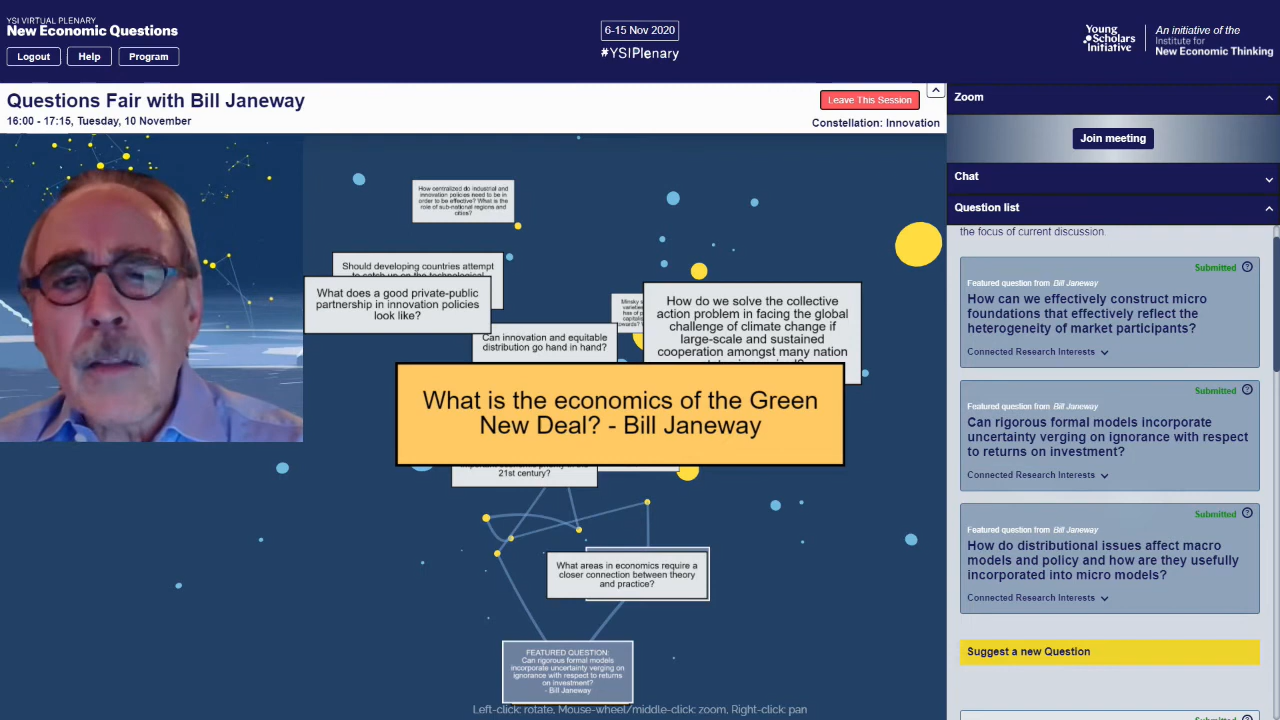 YSI VIRTUAL PLENARY
New Economic Questions
Logout
Help
Program
6-15 Nov 2020
#YSIPlenary
Young
Scholars
Initiative
An initiative of the
Institute for
New Economic Thinking
Questions Fair with Bill Janeway
16:00 - 17:15, Tuesday, 10 November
Leave This Session
Constellation: Innovation
How centralized do industrial and
innovation policies need to be in
order to be effective? What is the
role of sub-national regions and
cities?
Should developing countries attempt
What does a good private-public
partnership in innovation policies
look like?
Can innovation and equitable
distribution go hand in hand?
How do we solve the collective
action problem in facing the global
challenge of climate change if
large-scale and sustained
cooperation amongst many nation
What is the economics of the Green
New Deal? - Bill Janeway
21st century?
What areas in economics require a
closer connection between theory
and practice?
FEATURED QUESTION:
Can rigorous formal models
incorporate uncertainty verging on
ignorance with respect to returns
on investment?
- Bill Janeway
Left-click: rotate, Mouse-wheel/middle-click: zoom, Right-click: pan
Zoom
Join meeting
Chat
Question list
the focus of current discussion.
Submitted
Featured question from Bill Janeway
How can we effectively construct micro
foundations that effectively reflect the
heterogeneity of market participants?
Connected Research Interests
Submitted
Featured question from Bill Janeway
Can rigorous formal models incorporate
uncertainty verging on ignorance with respect
to returns on investment?
Connected Research Interests
Submitted
Featured question from Bill Janeway
How do distributional issues affect macro
models and policy and how are they usefully
incorporated into micro models?
Connected Research Interests
Suggest a new Question